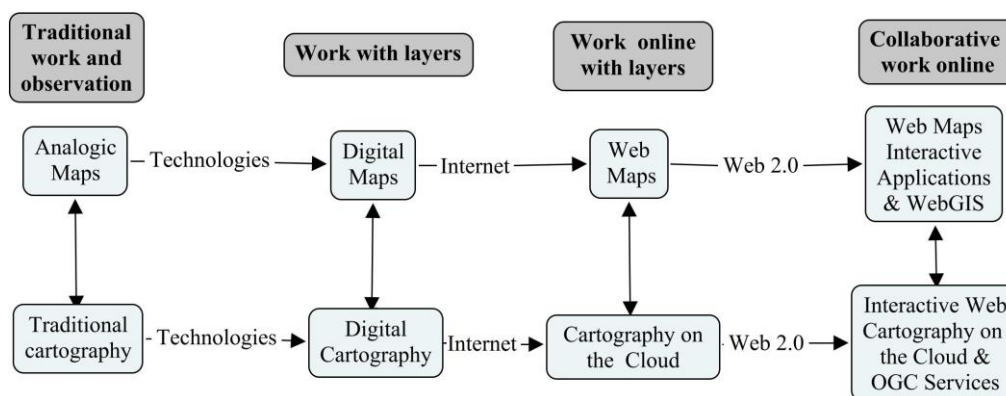 Traditional
work and
observation
Work with layers
Work online
with layers
Collaborative
work online
Analogic
Maps
Technologies
Digital
Maps
Internet
Web
Maps
Web 2.0
Web Maps
Interactive
Applications
& WebGIS
Traditional
cartography
Technologies
Digital
Cartography
Internet
Cartography on
the Cloud
Web 2.0
Interactive Web
Cartography on
the Cloud &
OGC Services